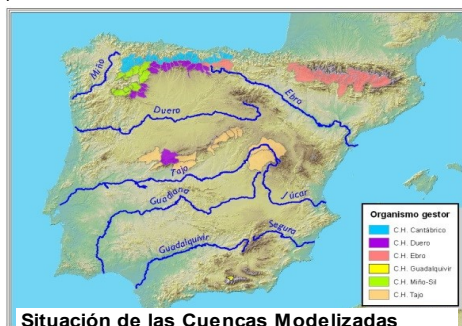 Miño
Ebro
Duero
Tajo
Guadiana
Júcar
Segura
Guadalquivir
Organismo gestor
C.H. Cantábrico
C.H. Duero
C.H. Ebro
C.H. Guadalquivir
C.H. Miño-Sil
C.H. Tajo
Situación de las Cuencas Modelizadas